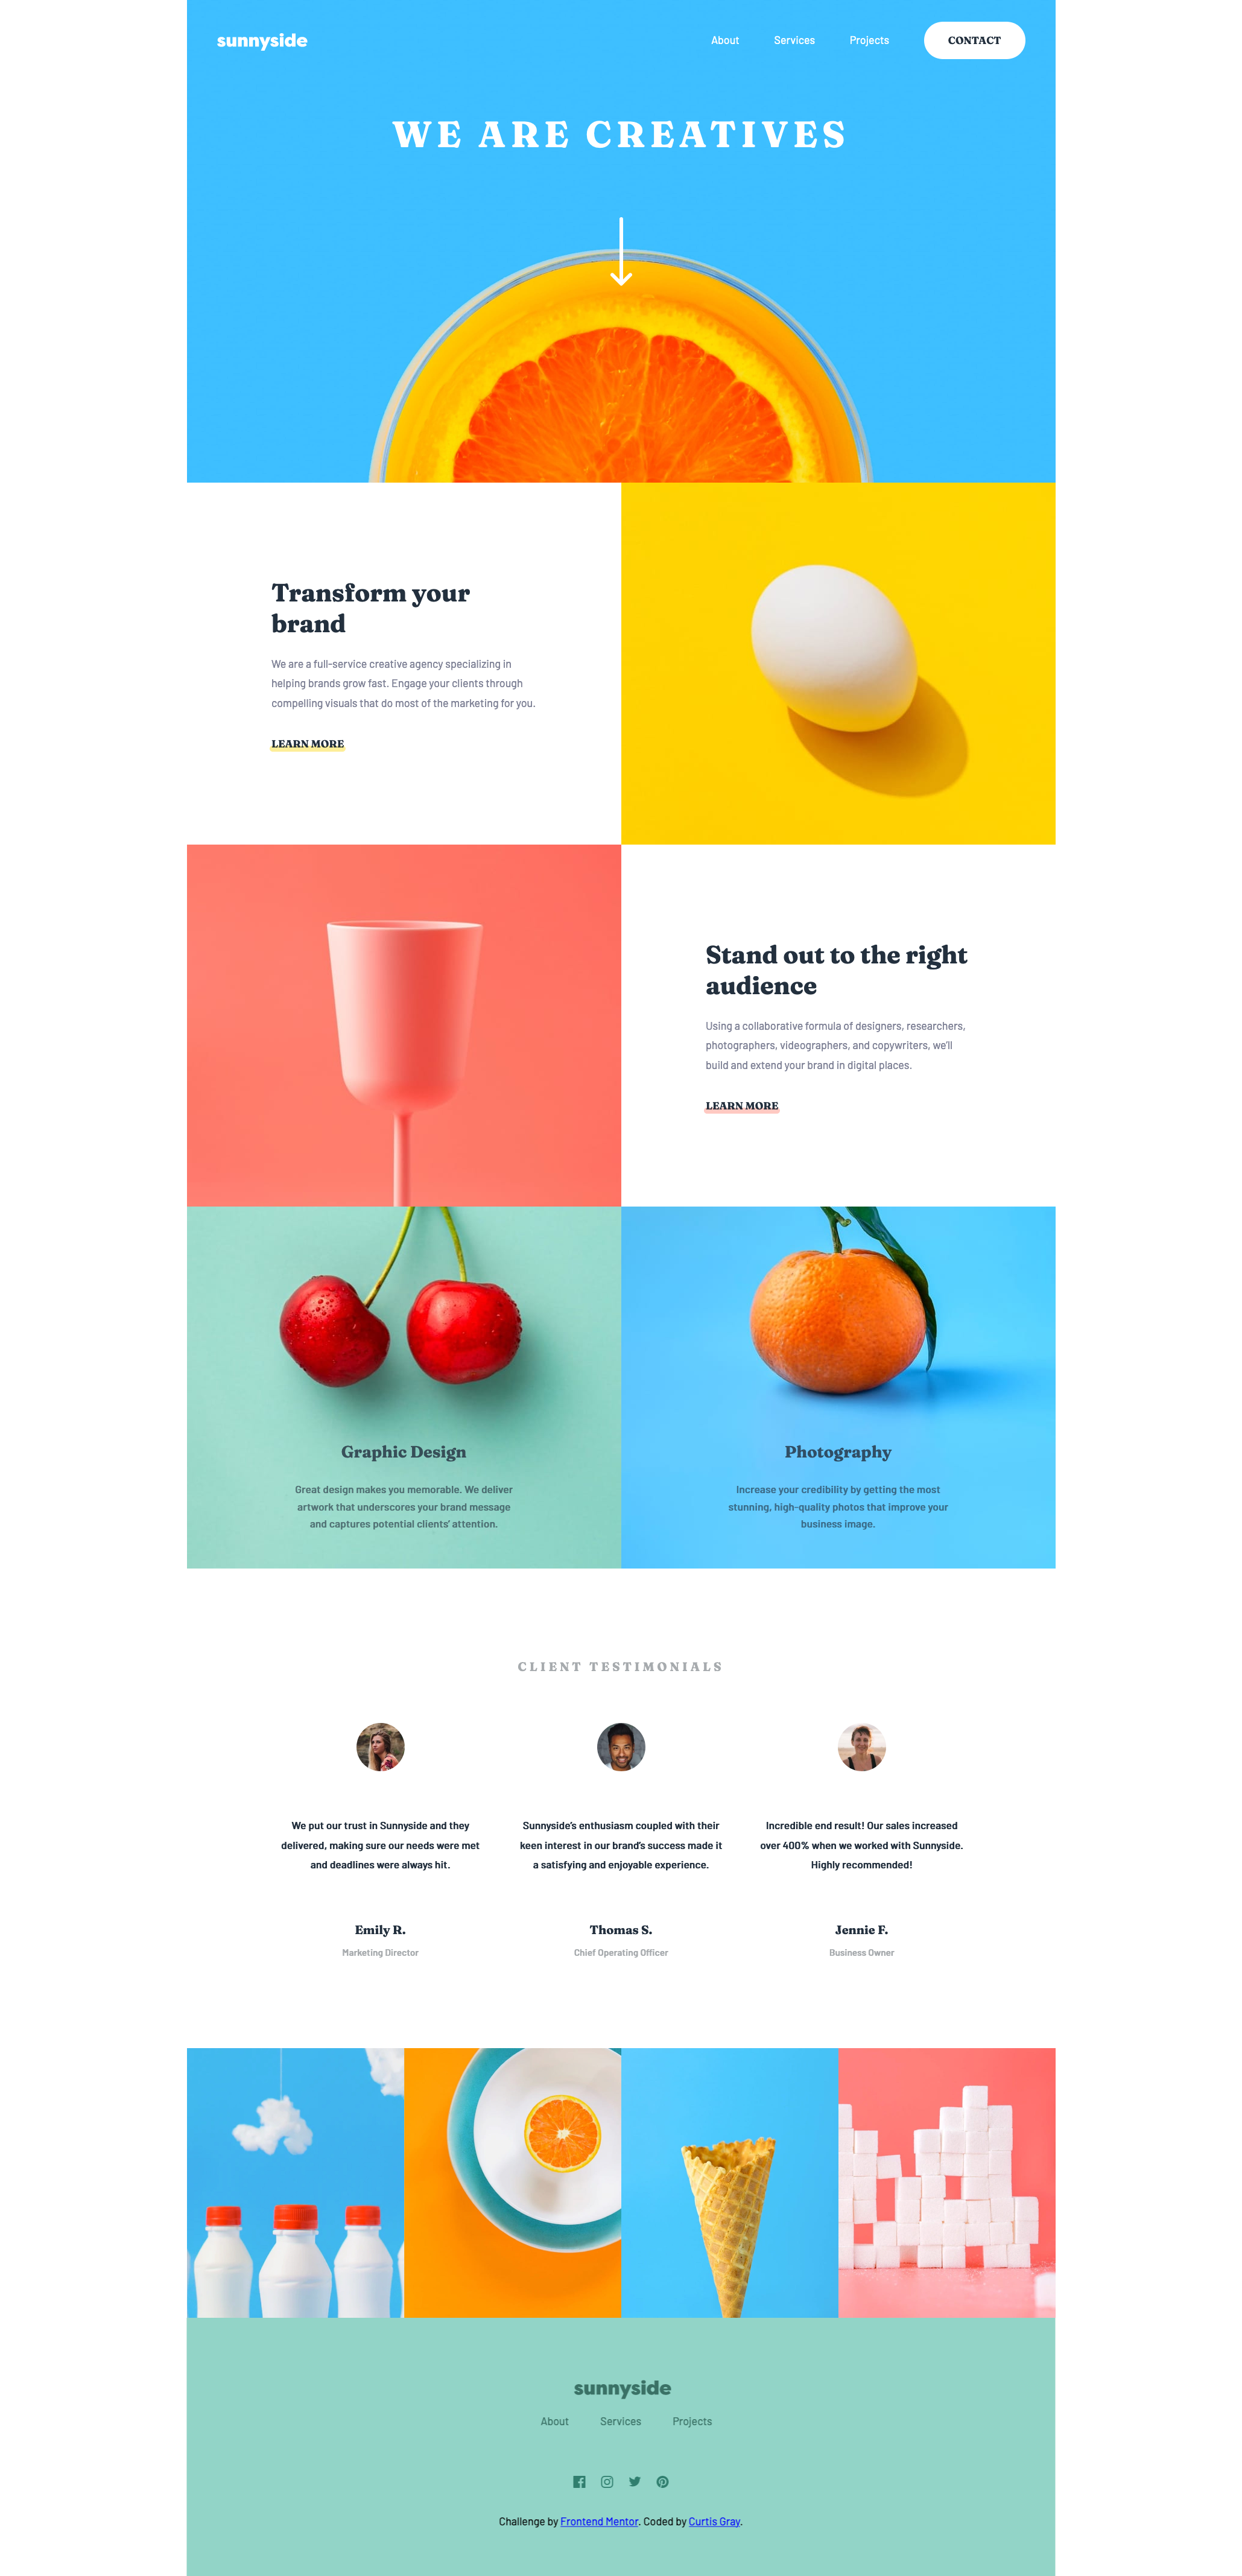 sunnyside
About Services Projects CONTACT
WE ARE CREATIVES
Transform your
brand
We are a full-service creative agency specializing in
helping brands grow fast. Engage your clients through
compelling visuals that do most of the marketing for you.
LEARN MORE
Stand out to the right
audience
Using a collaborative formula of designers, researchers,
photographers, videographers, and copywriters, we'll
build and extend your brand in digital places.
LEARN MORE
Graphic Design
Great design makes you memorable. We deliver
artwork that underscores your brand message
and captures potential clients' attention.
Photography
Increase your credibility by getting the most
stunning, high-quality photos that improve your
business image.
CLIENT TESTIMONIALS
We put our trust in Sunnyside and they
delivered, making sure our needs were met
and deadlines were always hit.
Emily R.
Marketing Director
Sunnyside's enthusiasm coupled with their
keen interest in our brand's success made it
a satisfying and enjoyable experience.
Thomas S.
Chief Operating Officer
Incredible end result! Our sales increased
over 400% when we worked with Sunnyside.
Highly recommended!
Jennie F.
Business Owner
sunnyside
About Services Projects
Challenge by Frontend Mentor. Coded by Curtis Gray.